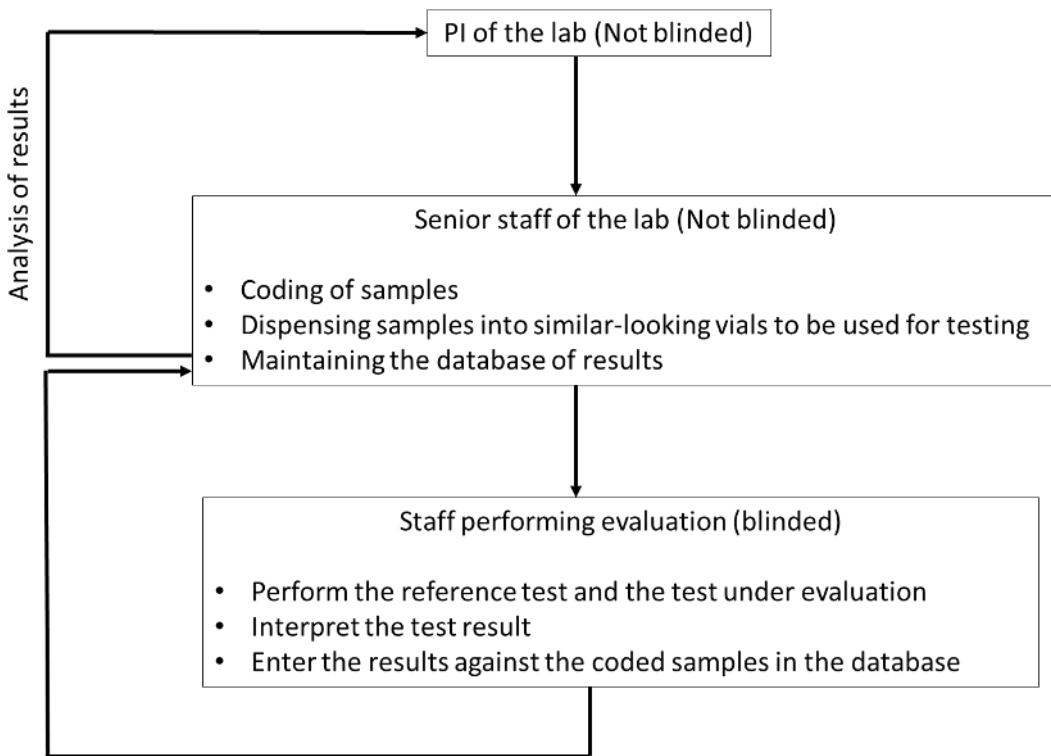 PI of the lab (Not blinded)
Analysis of results
Senior staff of the lab (Not blinded)
• Coding of samples
• Dispensing samples into similar-looking vials to be used for testing
• Maintaining the database of results
Staff performing evaluation (blinded)
• Perform the reference test and the test under evaluation
• Interpret the test result
• Enter the results against the coded samples in the database